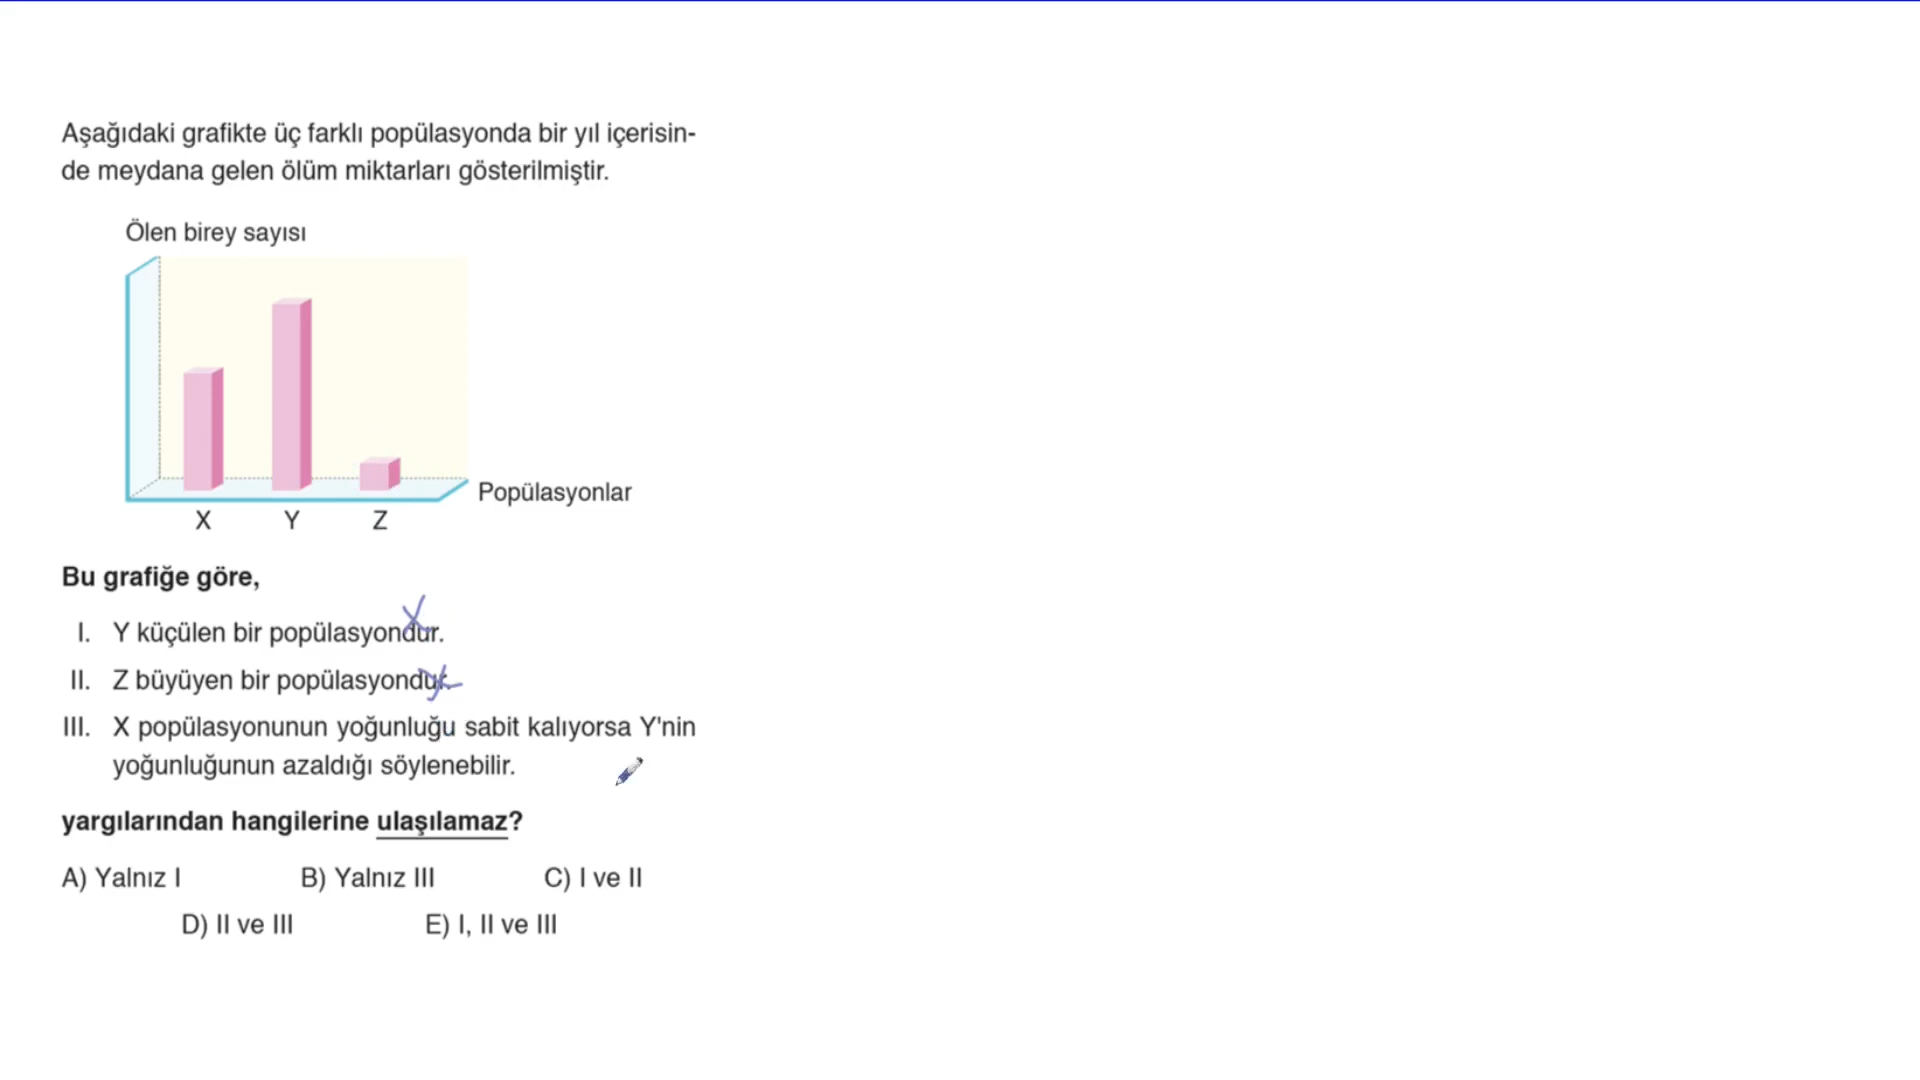 Aşağıdaki grafikte üç farklı popülasyonda bir yıl içerisin-
de meydana gelen ölüm miktarları gösterilmiştir.
Ölen birey sayısı
Popülasyonlar
X Y Z
Bu grafiğe göre,
I. Y küçülen bir popülasyondur.
II. Z büyüyen bir popülasyondur.
III. X popülasyonunun yoğunluğu sabit kalıyorsa Y'nin
yoğunluğunun azaldığı söylenebilir.
yargılarından hangilerine ulaşılamaz?
A) Yalnız I B) Yalnız III C) I ve II
D) II ve III E) I, II ve III